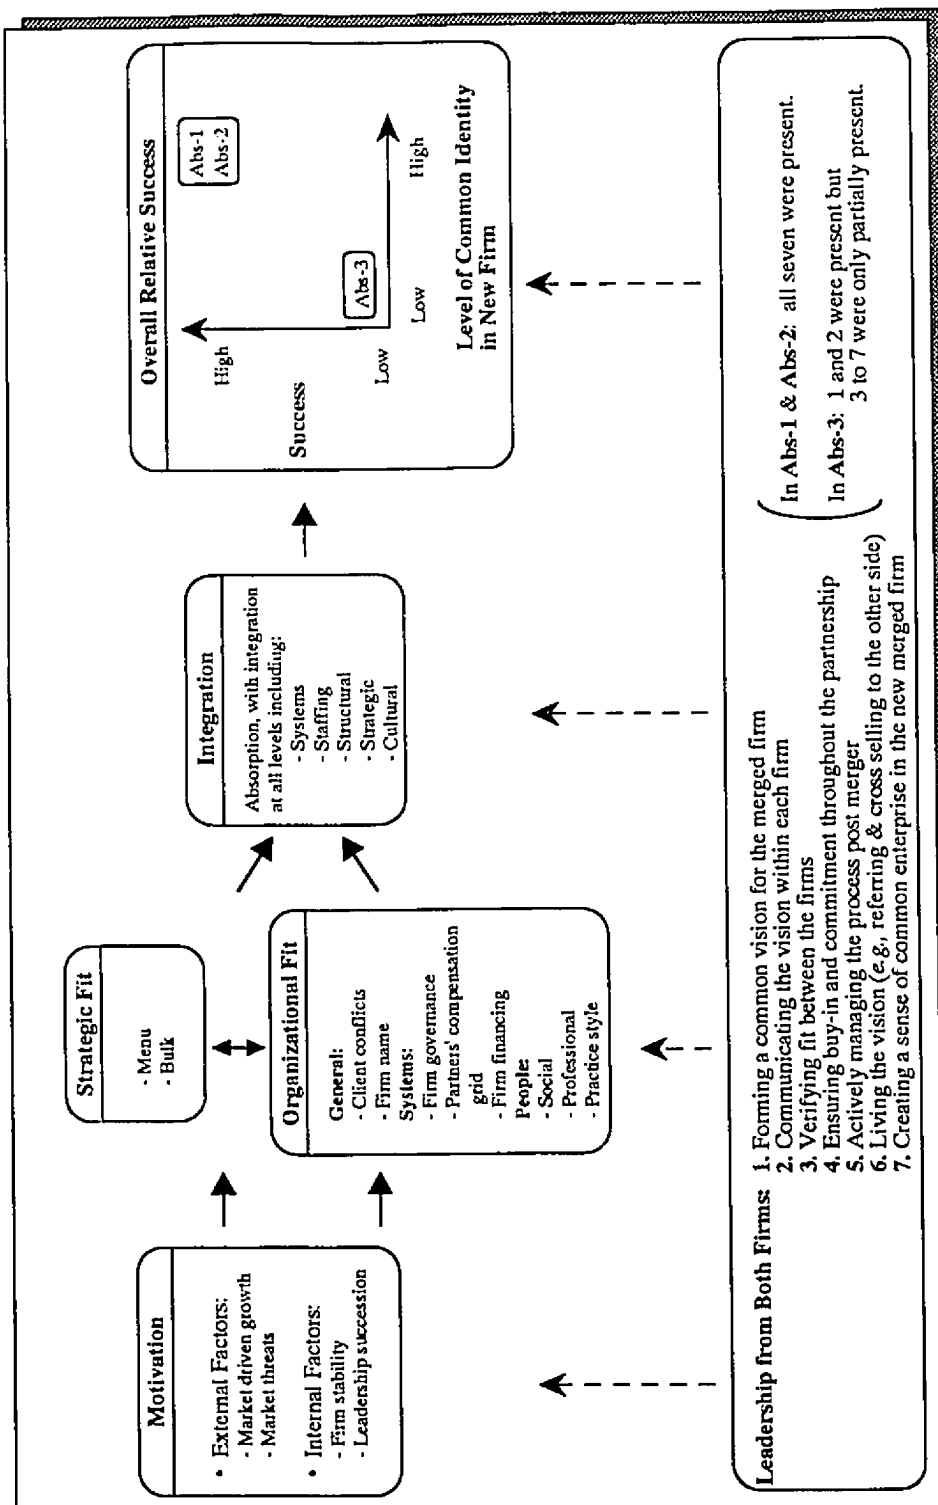 Motivation
• External Factors:
- Market driven growth
- Market threats
• Internal Factors:
- Firm stability
- Leadership succession
Strategic Fit
- Menu
- Bulk
Organizational Fit
General:
- Client conflicts
- Firm name
Systems:
- Firm governance
- Partners' compensation
grid
- Firm financing
People:
- Social
- Professional
- Practice style
Integration
Absorption, with integration
at all levels including:
- Systems
- Staffing
- Structural
- Strategic
- Cultural
Overall Relative Success
High
Abs-1
Abs-2
Success
Abs-3
Low
Low
High
Level of Common Identity
in New Firm
Leadership from Both Firms:
1. Forming a common vision for the merged firm
2. Communicating the vision within each firm
3. Verifying fit between the firms
4. Ensuring buy-in and commitment throughout the partnership
5. Actively managing the process post merger
6. Living the vision (e.g., referring & cross selling to the other side)
7. Creating a sense of common enterprise in the new merged firm
In Abs-1 & Abs-2: all seven were present.
In Abs-3: 1 and 2 were present but
3 to 7 were only partially present.